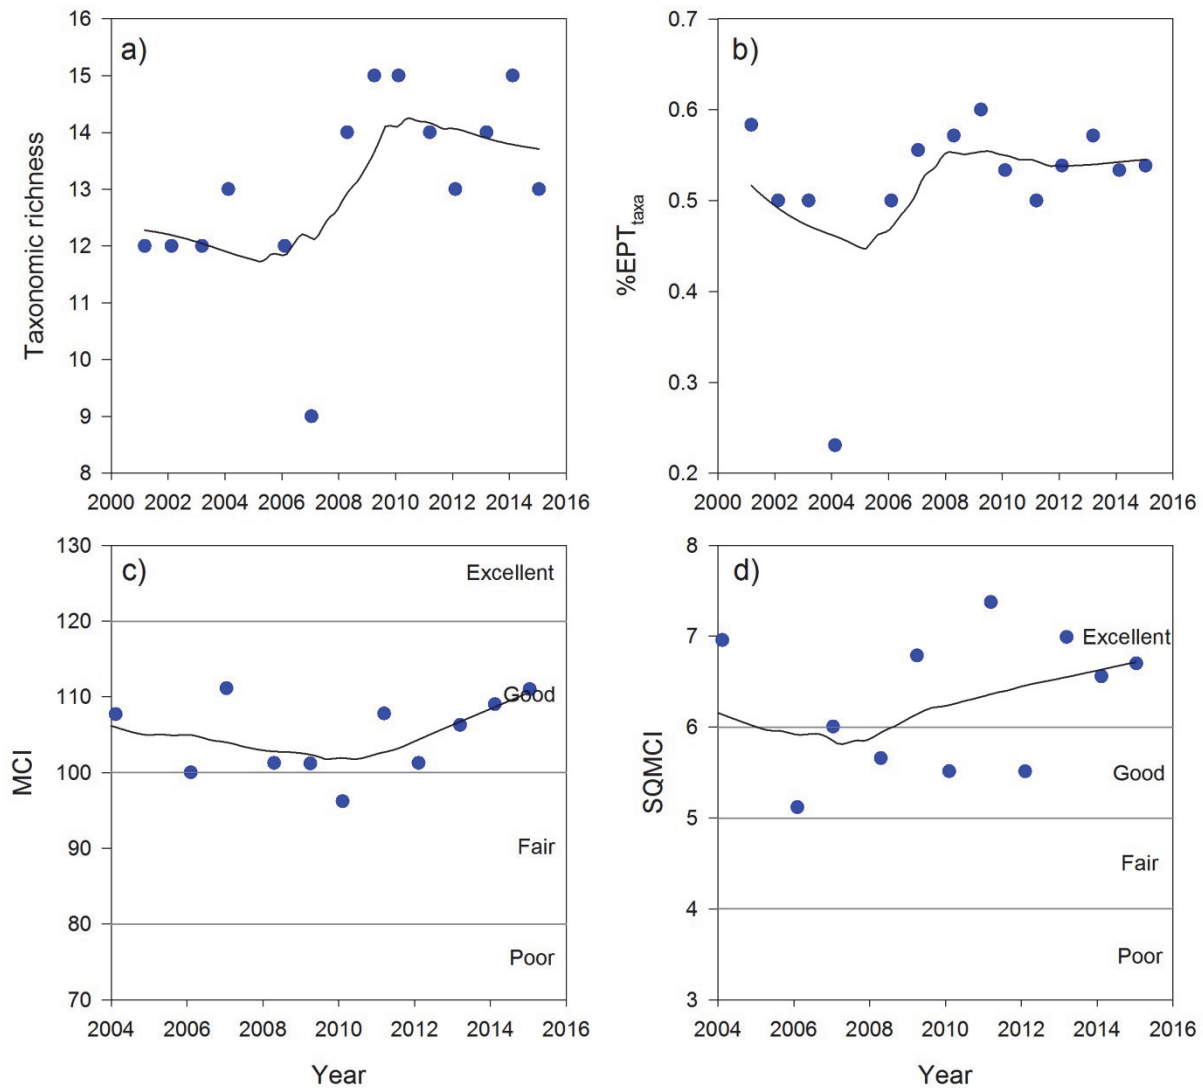 a)
Taxonomic richness
16
15
14
13
12
11
10
9
8
2000 2002 2004 2006 2008 2010 2012 2014 2016
b)
%EPTtaxa
0.7
0.6
0.5
0.4
0.3
0.2
2000 2002 2004 2006 2008 2010 2012 2014 2016
c)
MCI
130
120
110
100
90
80
70
Excellent
Good
Fair
Poor
2004 2006 2008 2010 2012 2014 2016
Year
d)
SQMCI
8
7
6
5
4
3
Excellent
Good
Fair
Poor
2004 2006 2008 2010 2012 2014 2016
Year